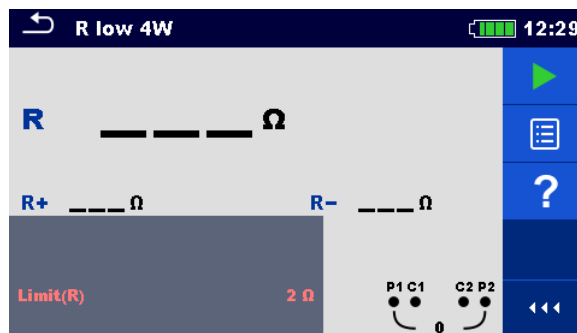 R low 4W 12:29
R ___ Ω
?
R+ ___ Ω R- ___ Ω
Limit(R) 2 Ω
P1 C1 C2 P2
0